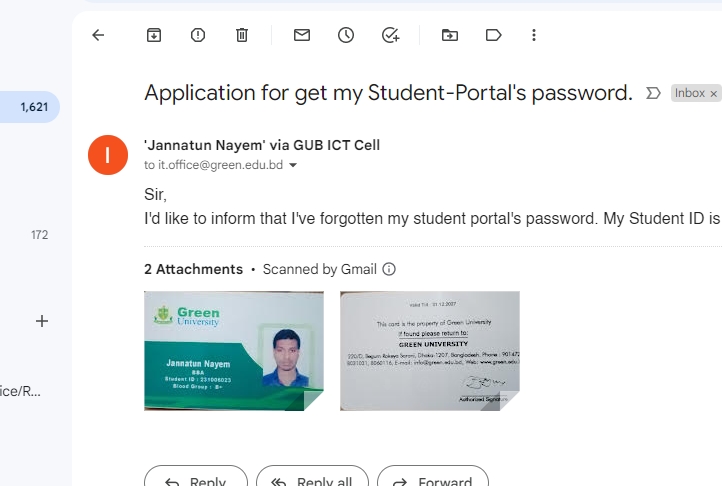 Application for get my Student-Portal's password.
Inbox ×
1,621
I
'Jannatun Nayem' via GUB ICT Cell
to it.office@green.edu.bd
Sir,
I'd like to inform that I've forgotten my student portal's password. My Student ID is
172
2 Attachments • Scanned by Gmail
Green
University
Jannatun Nayem
BBA
Student ID : 231006023
Blood Group : B+
Valid Till : 31.12.2027
This card is the property of Green University
If found please return to:
GREEN UNIVERSITY
220/D, Begum Rokeya Sarani, Dhaka-1207, Bangladesh, Phone : 901472
8031031, 8060116, E-mail: info@green.edu.bd, Web: www.green.edu.
Authorized Signature
ice/R...
Reply
Reply all
Forward